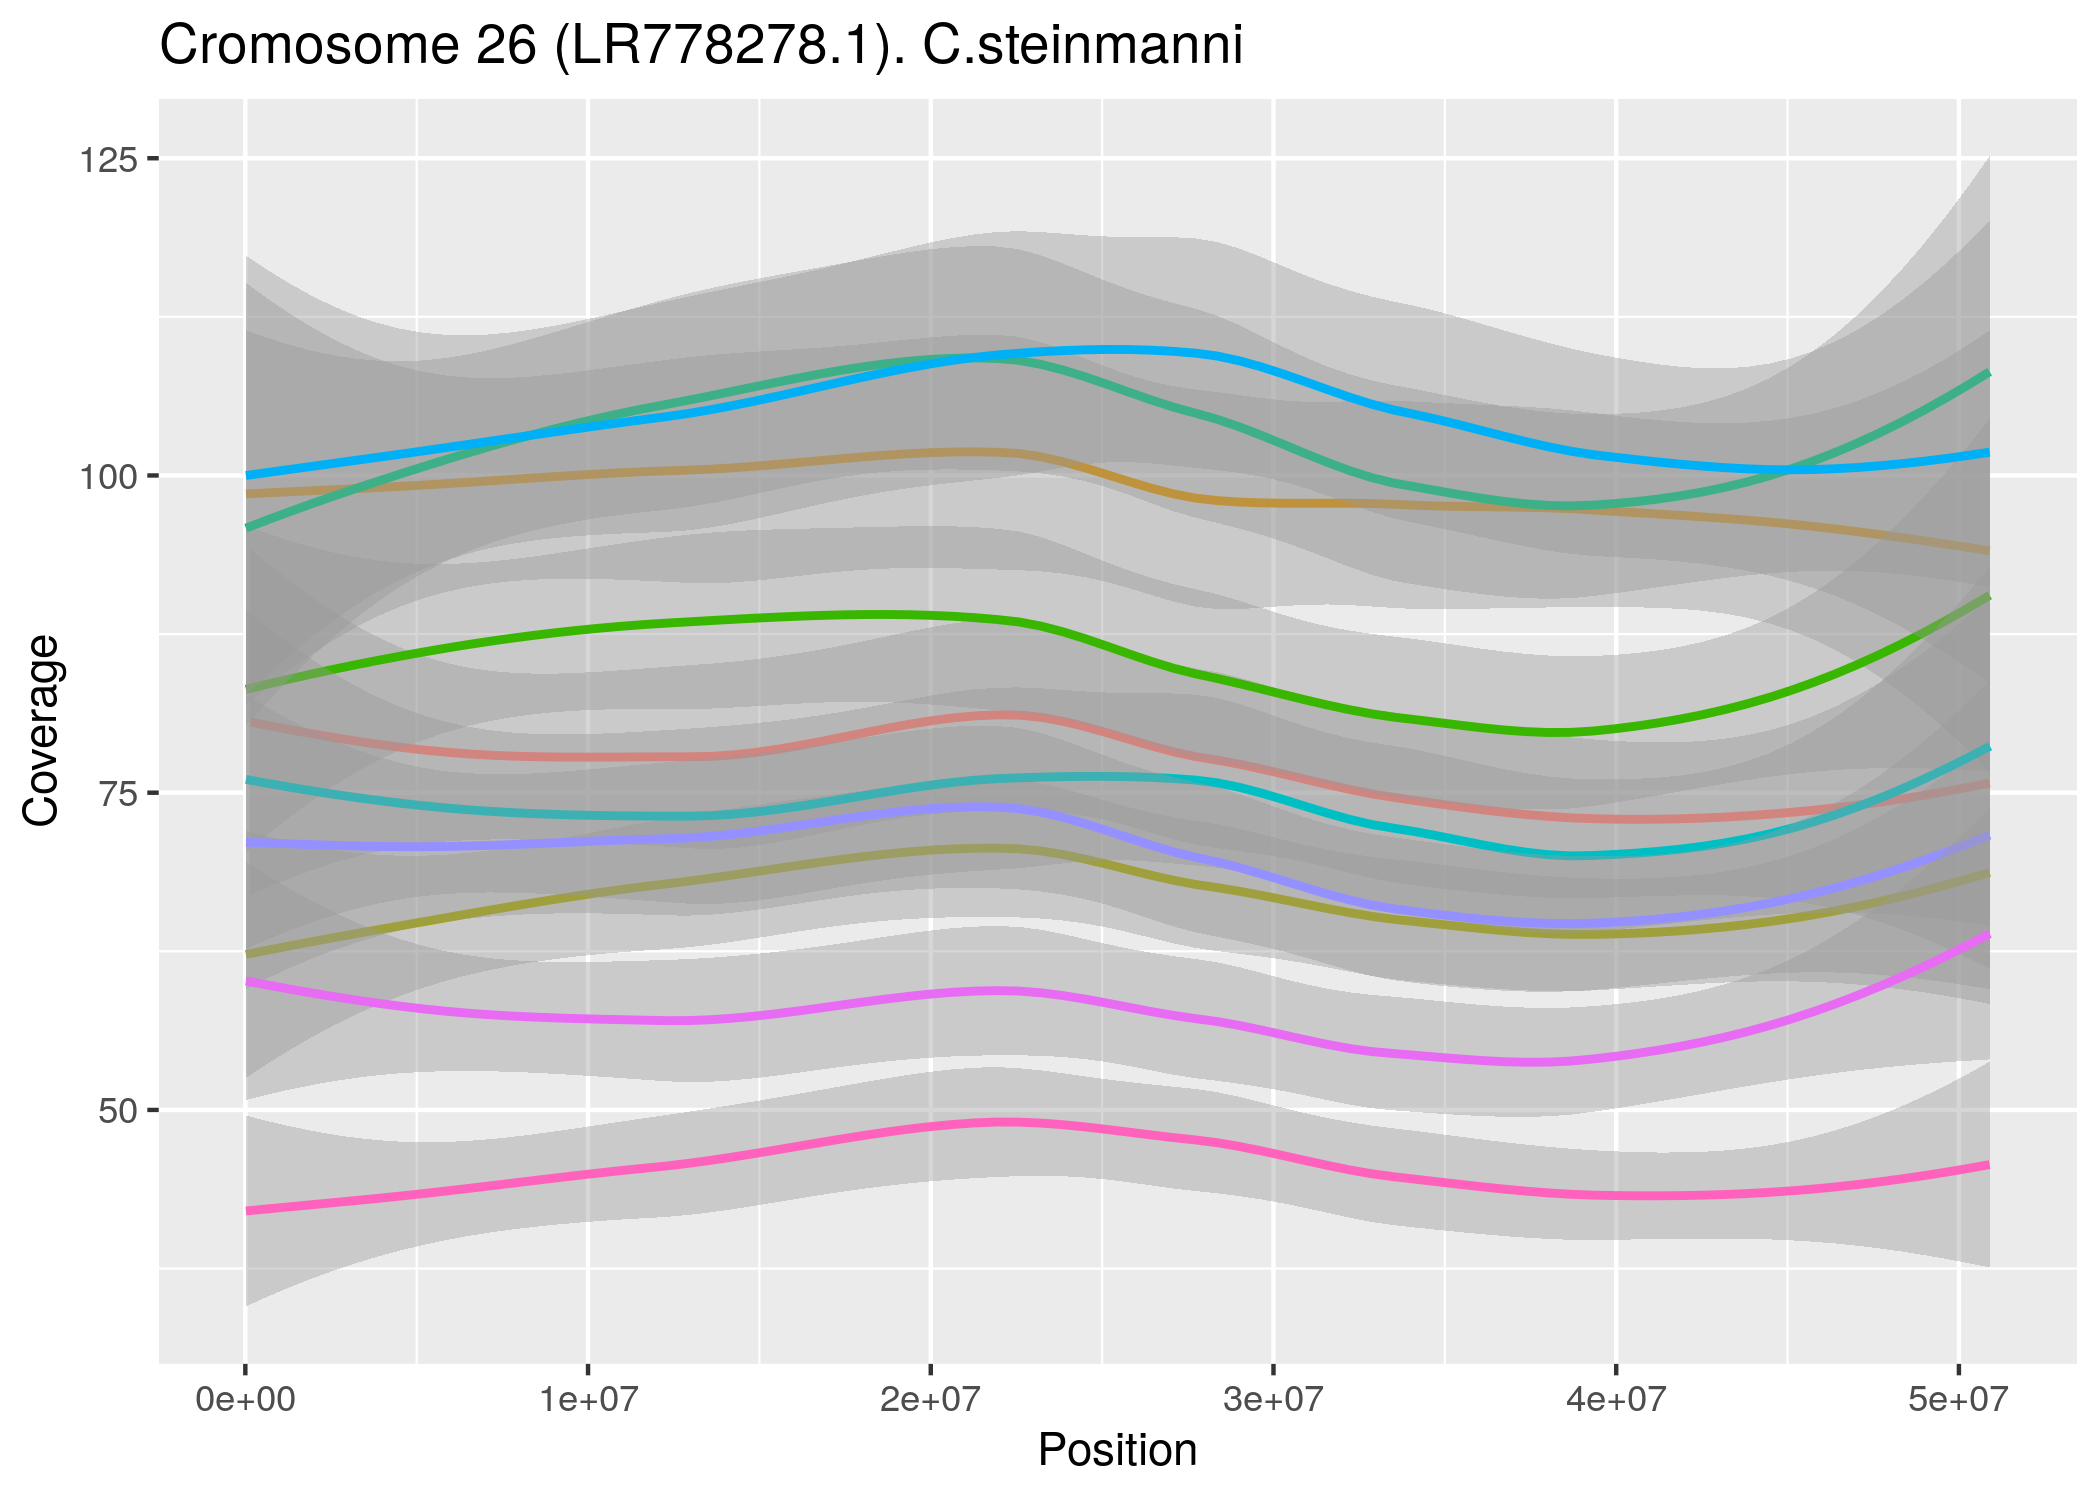 Cromosome 26 (LR778278.1). C.steinmanni
125
100
75
50
Coverage
0e+00 1e+07 2e+07 3e+07 4e+07 5e+07
Position